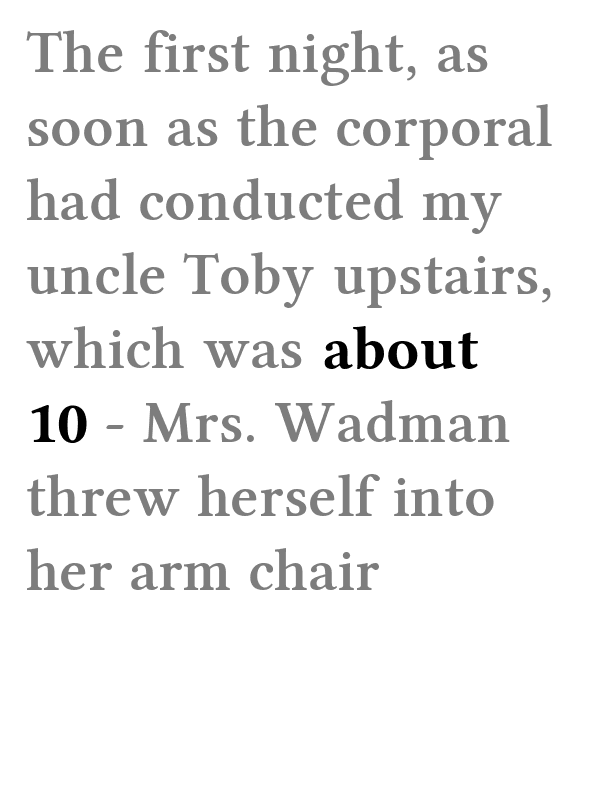 The first night, as
soon as the corporal
had conducted my
uncle Toby upstairs,
which was about
10 - Mrs. Wadman
threw herself into
her arm chair